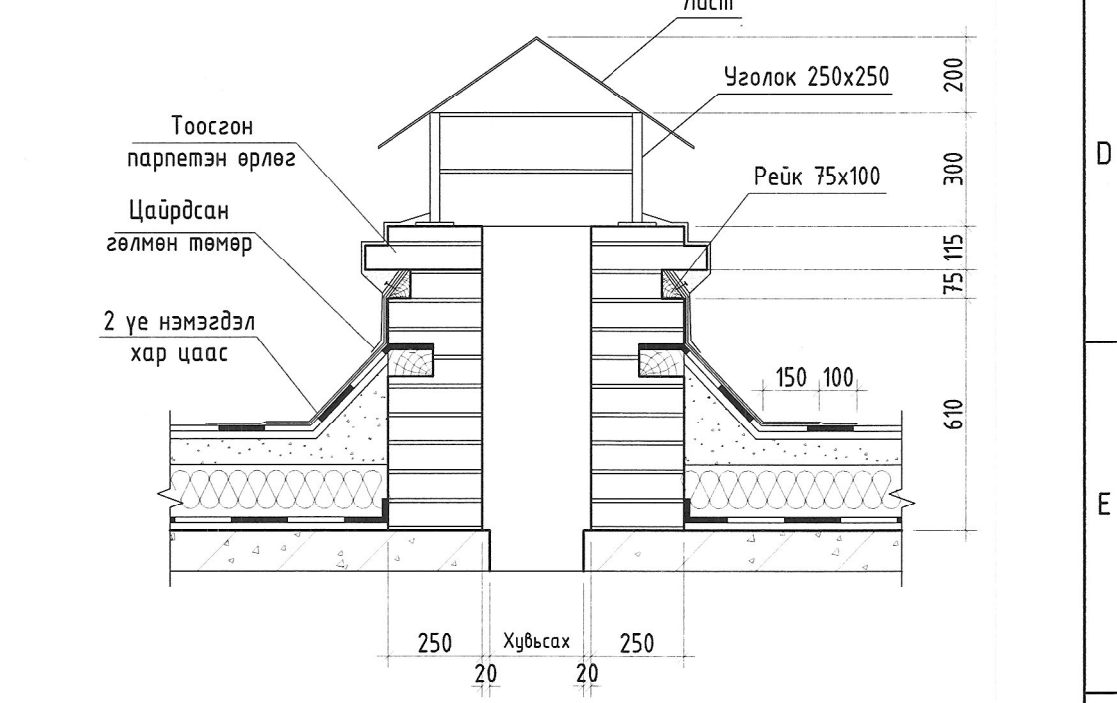 Лист
Уголок 250х250
200
Тоосгон
парпетэн өрлөг
300
D
Рейк 75х100
Цайрдсан
гөлмөн төмөр
115
75
2 үе нэмэгдэл
хар цаас
150
100
610
E
250
Хувьсах
250
20
20